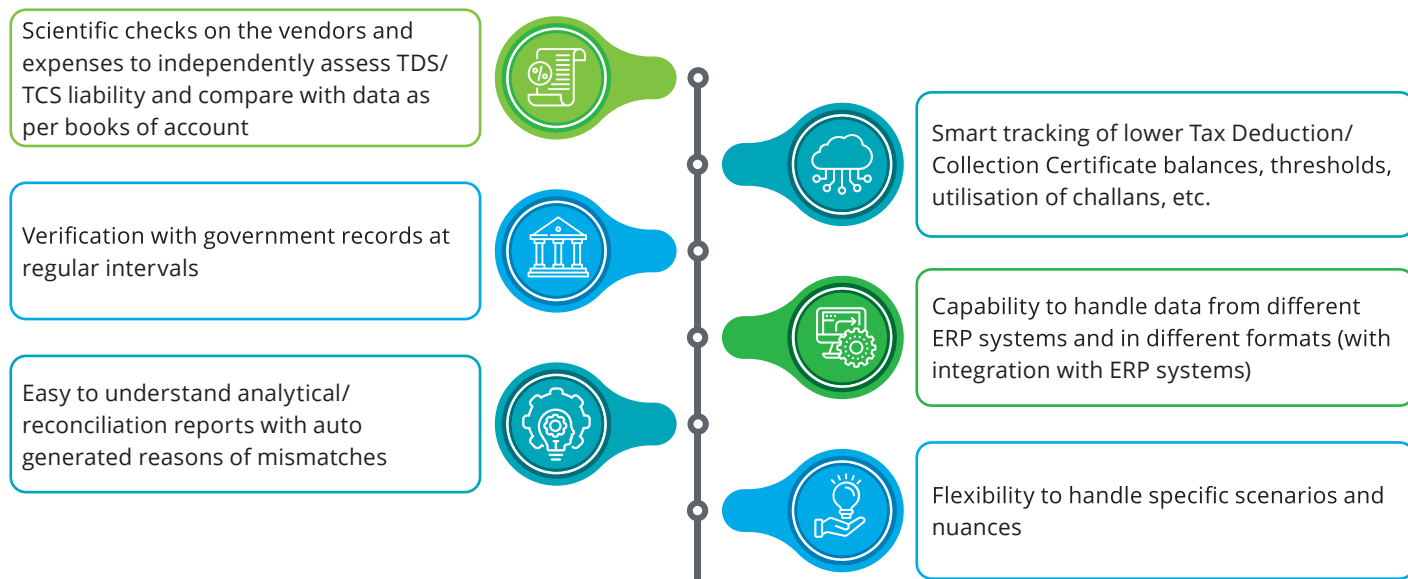 Scientific checks on the vendors and
expenses to independently assess TDS/
TCS liability and compare with data as
per books of account
Smart tracking of lower Tax Deduction/
Collection Certificate balances, thresholds,
utilisation of challans, etc.
Verification with government records at
regular intervals
Capability to handle data from different
ERP systems and in different formats (with
integration with ERP systems)
Easy to understand analytical/
reconciliation reports with auto
generated reasons of mismatches
Flexibility to handle specific scenarios and
nuances